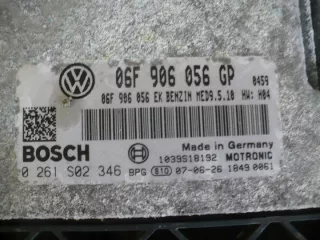 06F 906 056 GP 0459
06F 906 056 EK BENZIN MED9.5.10 HW: H04
Made in Germany
BOSCH 1039S18192 MOTRONIC
0 261 S02 346 BPG 810 07-06-26 1849 0061